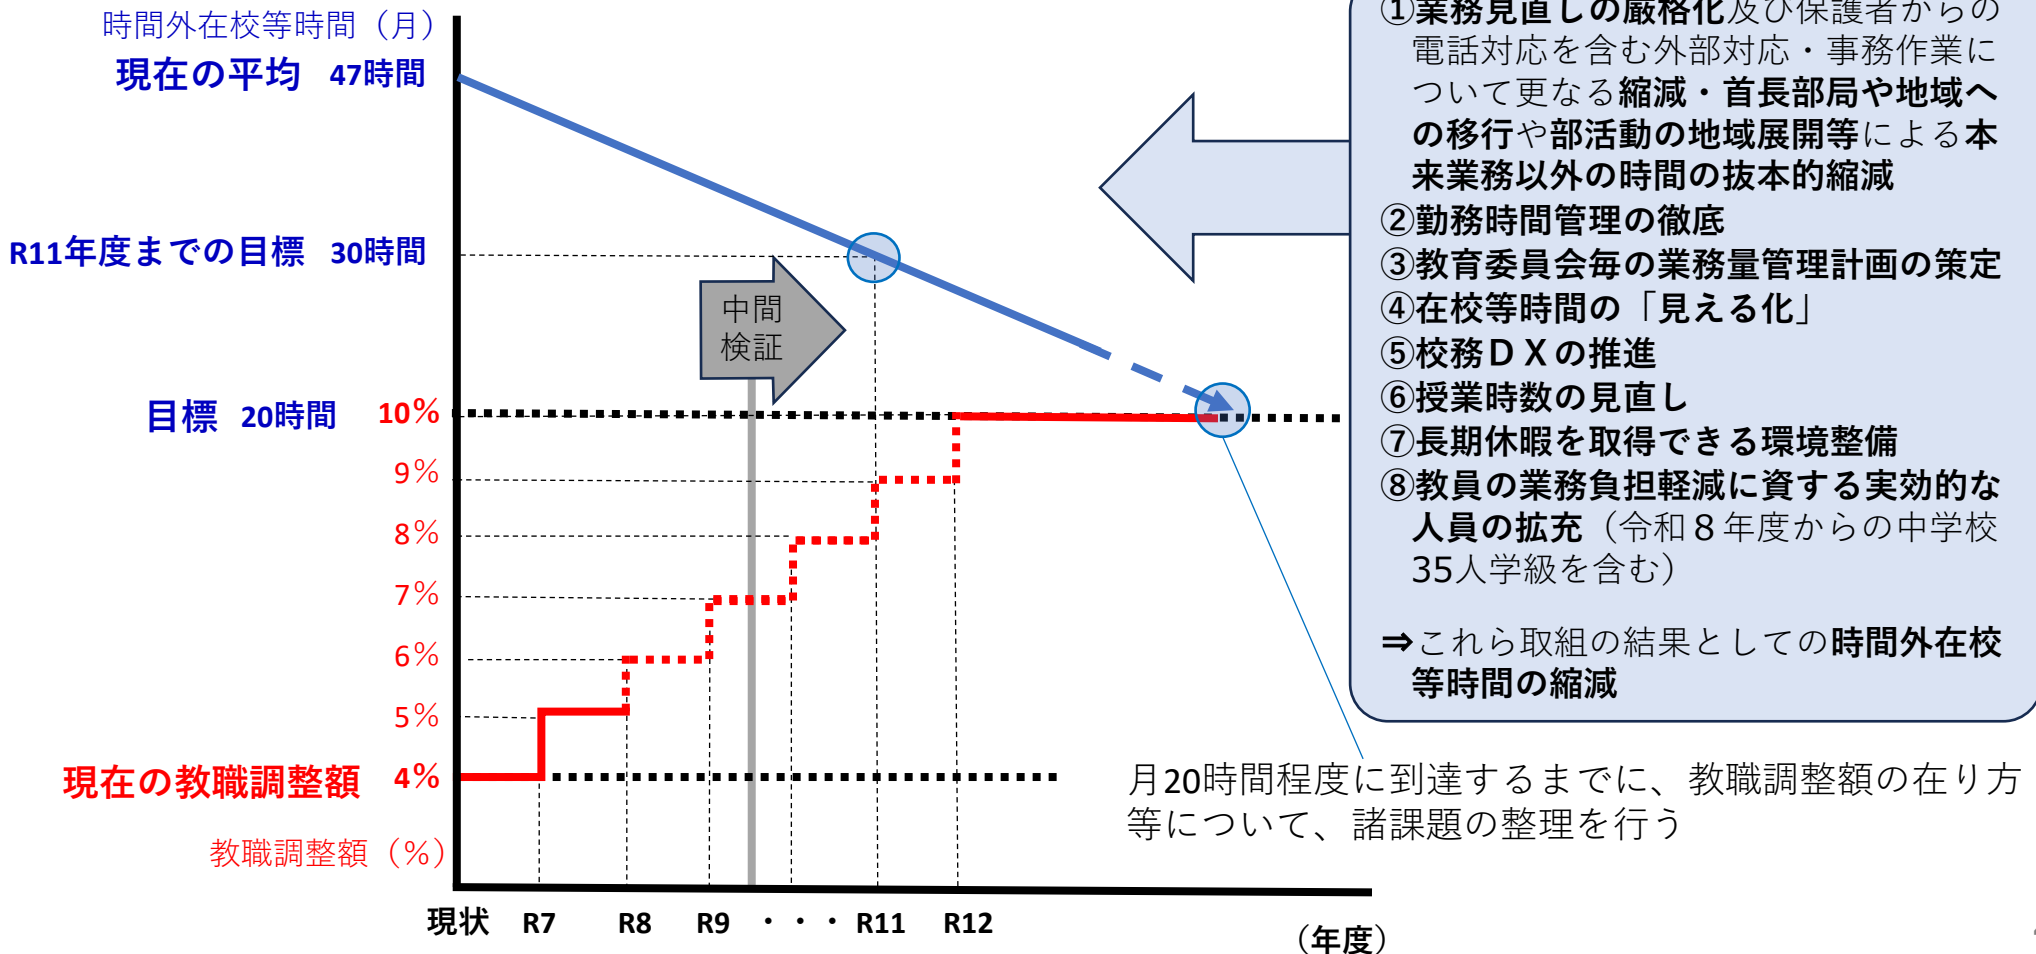 時間外在校等時間（月）
現在の平均 47時間
R11年度までの目標 30時間
中間
検証
目標 20時間 10%
9%
8%
7%
6%
5%
現在の教職調整額 4%
教職調整額（%）
現状 R7 R8 R9 ・・・ R11 R12
（年度）
①業務見直しの厳格化及び保護者からの
電話対応を含む外部対応・事務作業に
ついて更なる縮減・首長部局や地域へ
の移行や部活動の地域展開等による本
来業務以外の時間の抜本的縮減
②勤務時間管理の徹底
③教育委員会毎の業務量管理計画の策定
④在校等時間の「見える化」
⑤校務ＤＸの推進
⑥授業時数の見直し
⑦長期休暇を取得できる環境整備
⑧教員の業務負担軽減に資する実効的な
人員の拡充（令和８年度からの中学校
35人学級を含む）
⇒これら取組の結果としての時間外在校
等時間の縮減
月20時間程度に到達するまでに、教職調整額の在り方
等について、諸課題の整理を行う